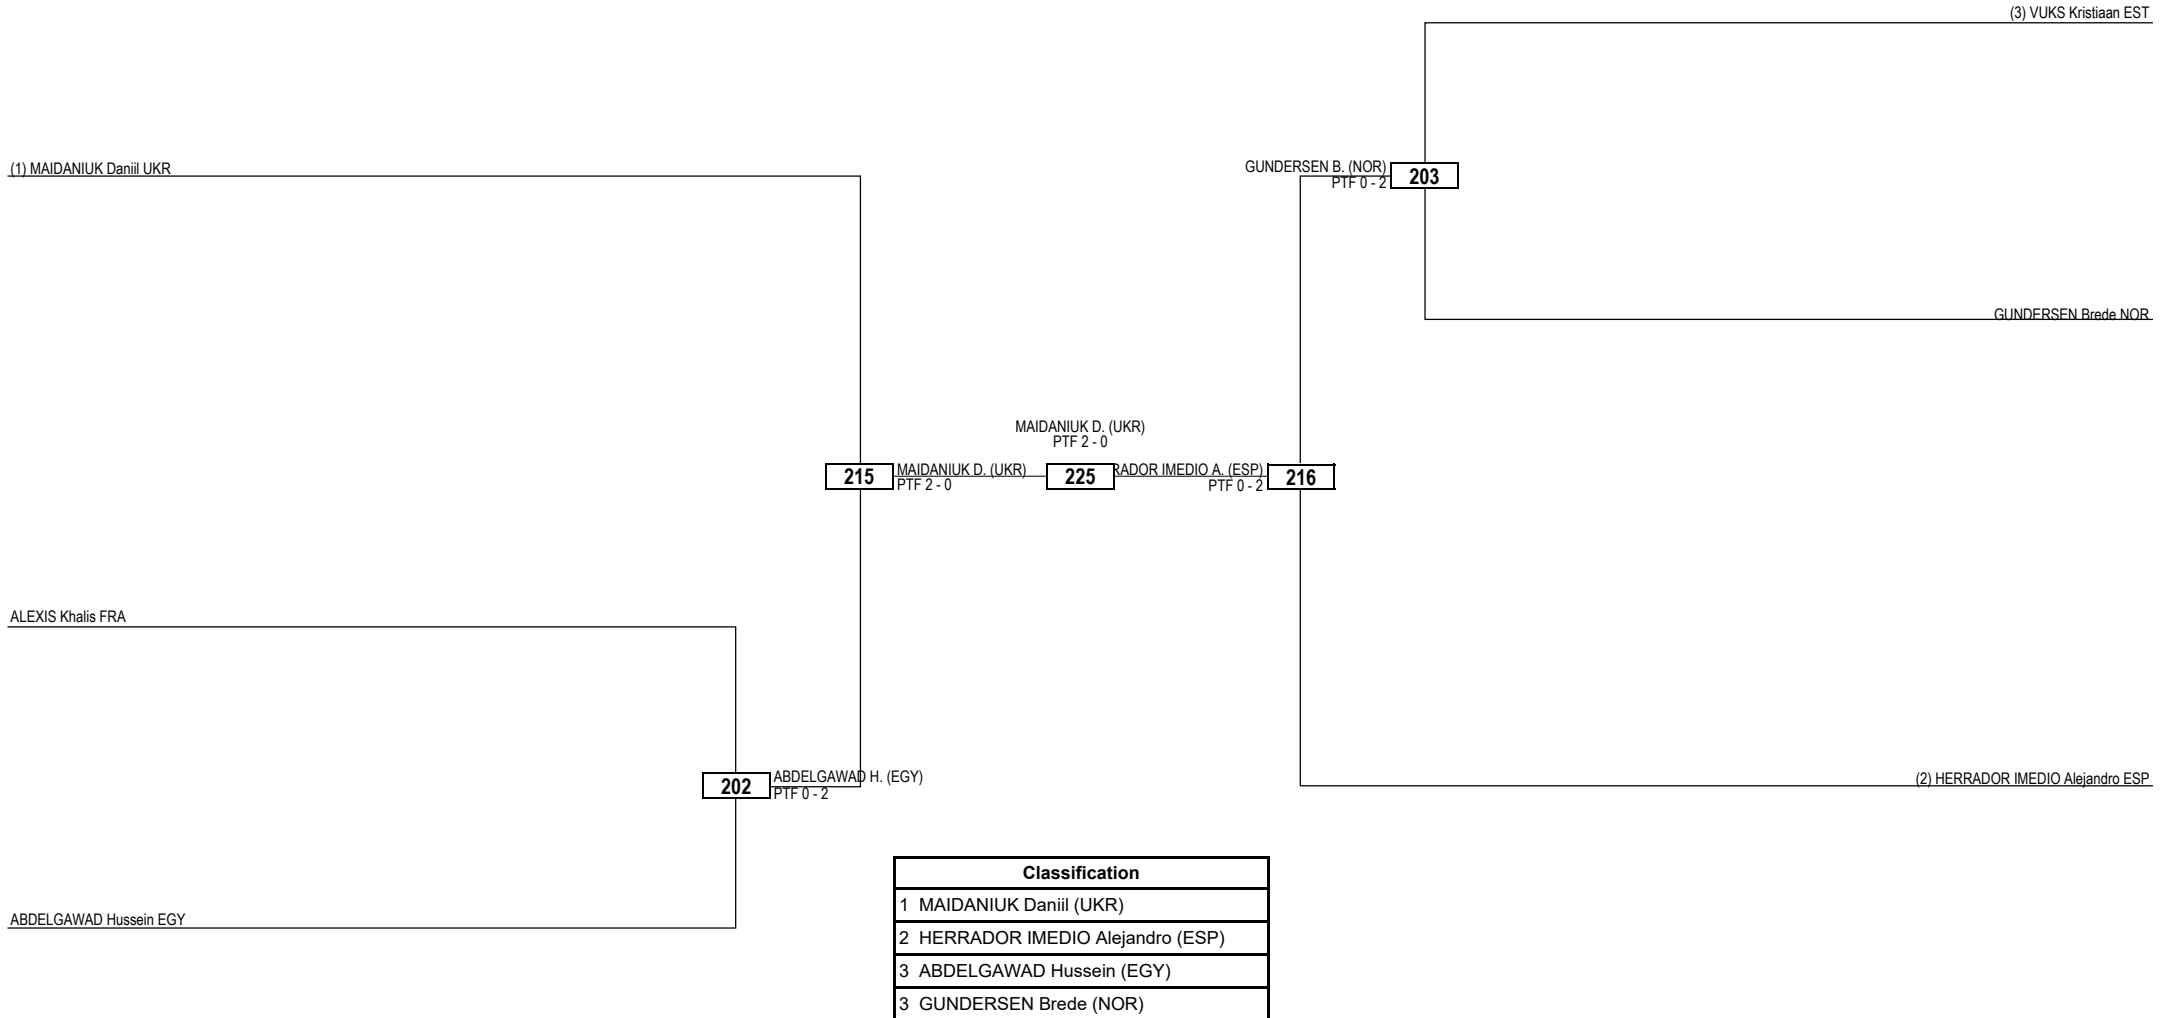 (3) VUKS Kristiaan EST
(1) MAIDANIUK Daniil UKR
GUNDERSEN B. (NOR)
PTF 0 - 2
203
GUNDERSEN Brede NOR
MAIDANIUK D. (UKR)
PTF 2 - 0
215
MAIDANIUK D. (UKR)
PTF 2 - 0
225
RADOR IMEDIO A. (ESP)
PTF 0 - 2
216
ALEXIS Khalis FRA
202
ABDELGAWAD H. (EGY)
PTF 0 - 2
(2) HERRADOR IMEDIO Alejandro ESP
ABDELGAWAD Hussein EGY
Classification
1 MAIDANIUK Daniil (UKR)
2 HERRADOR IMEDIO Alejandro (ESP)
3 ABDELGAWAD Hussein (EGY)
3 GUNDERSEN Brede (NOR)